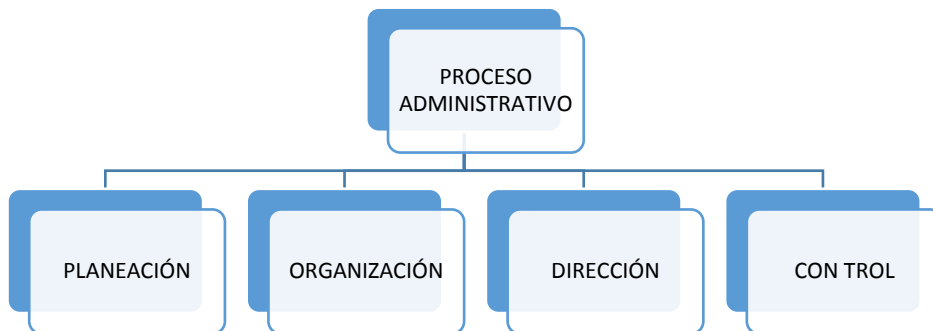 PROCESO
ADMINISTRATIVO
PLANEACIÓN
ORGANIZACIÓN
DIRECCIÓN
CON TROL